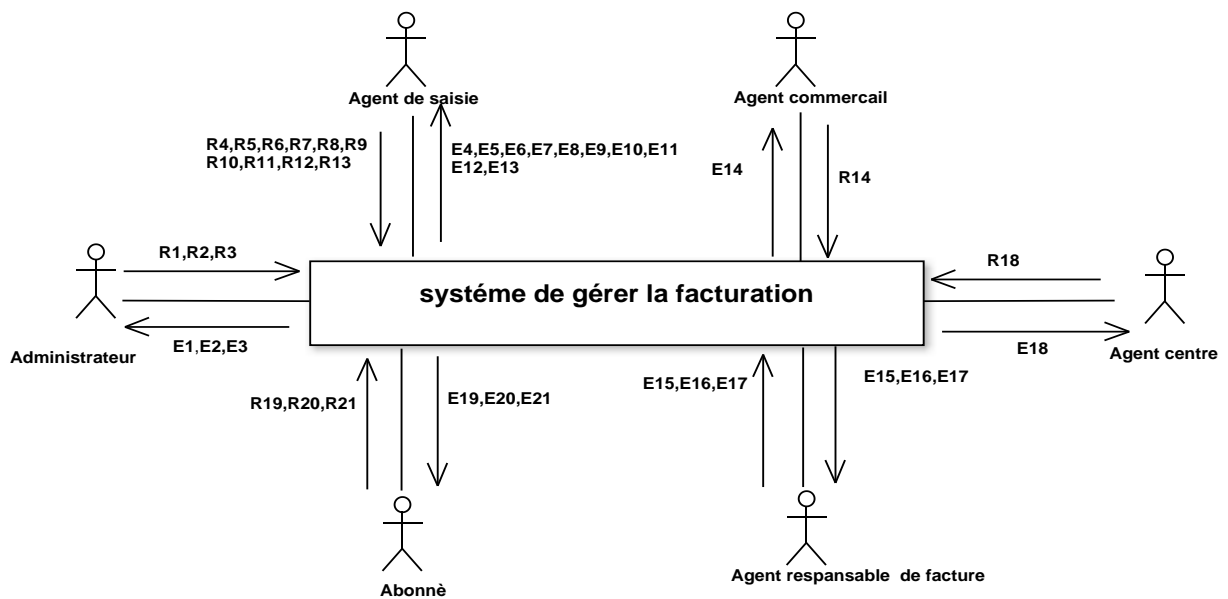 Agent de saisie
Agent commercail
R4,R5,R6,R7,R8,R9
R10,R11,R12,R13
E4,E5,E6,E7,E8,E9,E10,E11
E12,E13
E14
R14
R1,R2,R3
R18
systéme de gérer la facturation
E1,E2,E3
E18
Administrateur
Agent centre
R19,R20,R21
E19,E20,E21
E15,E16,E17
E15,E16,E17
Abonnè
Agent respansable de facture